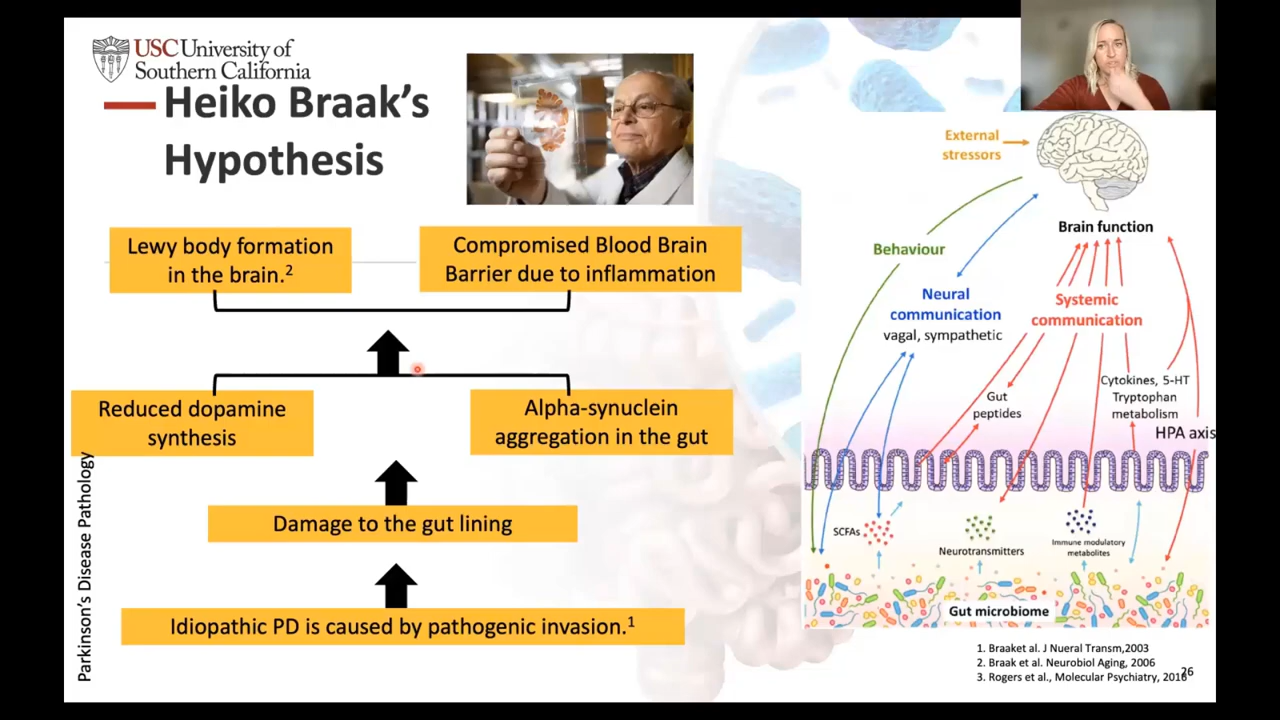 USC University of
Southern California
Heiko Braak’s
Hypothesis
Lewy body formation
in the brain.2
Compromised Blood Brain
Barrier due to inflammation
Reduced dopamine
synthesis
Alpha-synuclein
aggregation in the gut
Damage to the gut lining
Idiopathic PD is caused by pathogenic invasion.1
Parkinson’s Disease Pathology
External
stressors
Brain function
Behaviour
Neural
communication
vagal, sympathetic
Systemic
communication
Gut
peptides
Cytokines, 5-HT
Tryptophan
metabolism
HPA axis
SCFAs
Neurotransmitters
Immune modulatory
metabolites
Gut microbiome
1. Braaket al. J Nueral Transm,2003
2. Braak et al. Neurobiol Aging, 2006
3. Rogers et al., Molecular Psychiatry, 2016
26